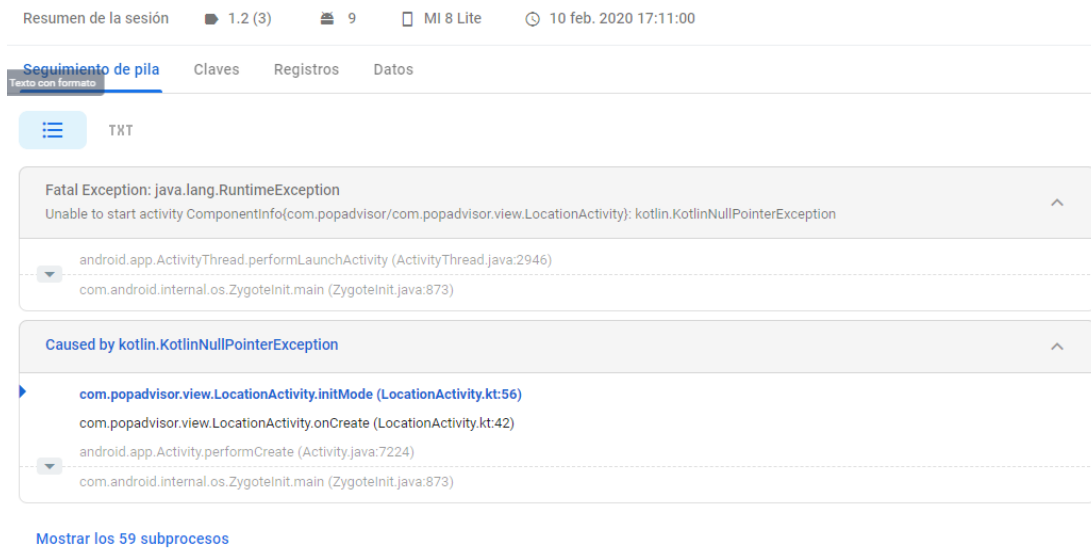 Resumen de la sesión 1.2 (3) 9 MI 8 Lite 10 feb. 2020 17:11:00
Seguimiento de pila Claves Registros Datos
Texto con formato
TXT
Fatal Exception: java.lang.RuntimeException
Unable to start activity ComponentInfo{com.popadvisor/com.popadvisor.view.LocationActivity}: kotlin.KotlinNullPointerException
android.app.ActivityThread.performLaunchActivity (ActivityThread.java:2946)
com.android.internal.os.ZygoteInit.main (ZygoteInit.java:873)
Caused by kotlin.KotlinNullPointerException
com.popadvisor.view.LocationActivity.initMode (LocationActivity.kt:56)
com.popadvisor.view.LocationActivity.onCreate (LocationActivity.kt:42)
android.app.Activity.performCreate (Activity.java:7224)
com.android.internal.os.ZygoteInit.main (ZygoteInit.java:873)
Mostrar los 59 subprocesos